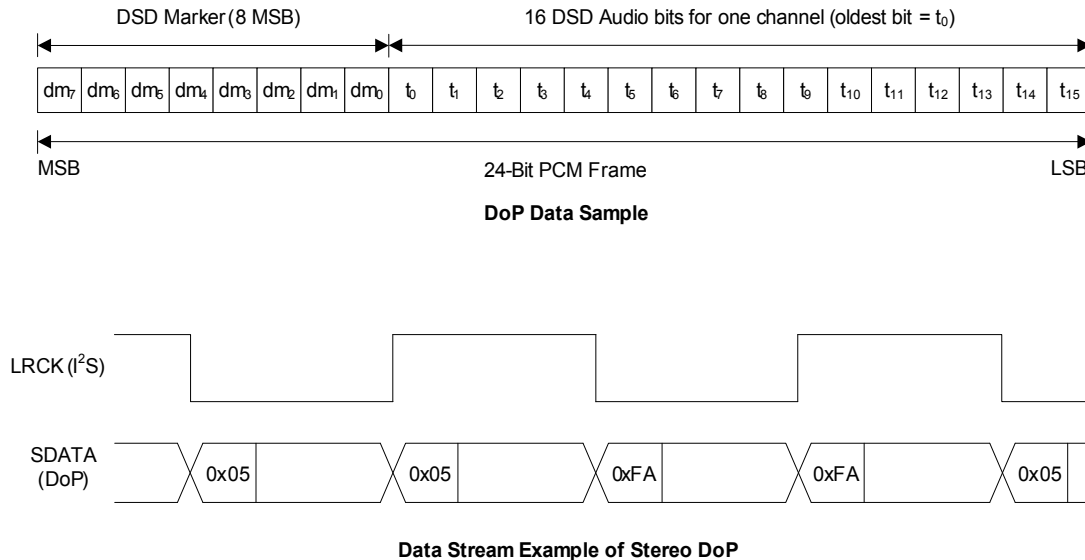 DSD Marker (8 MSB)
16 DSD Audio bits for one channel (oldest bit = t₀)
dm₇ dm₆ dm₅ dm₄ dm₃ dm₂ dm₁ dm₀ t₀ t₁ t₂ t₃ t₄ t₅ t₆ t₇ t₈ t₉ t₁₀ t₁₁ t₁₂ t₁₃ t₁₄ t₁₅
MSB
24-Bit PCM Frame
LSB
DoP Data Sample
LRCK (I²S)
SDATA
(DoP)
0x05 0x05 0xFA 0xFA 0x05
Data Stream Example of Stereo DoP